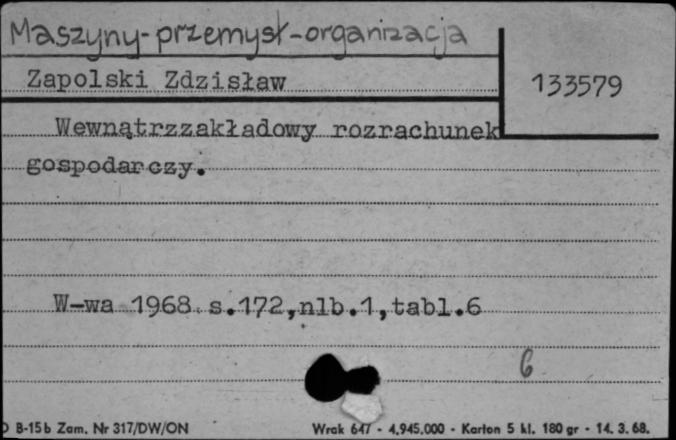 Maszyny-przemysł-organizacja
Zapolski Zdzisław
133579
Wewnątrzzakładowy rozrachunek
gospodarczy.
W-wa 1968 s.172,nlb.1,tabl.6
6
B-15b Zam. Nr 317/DW/ON
Wrak 647 - 4,945.000 - Karton 5 kl. 180 gr - 14. 3. 68.